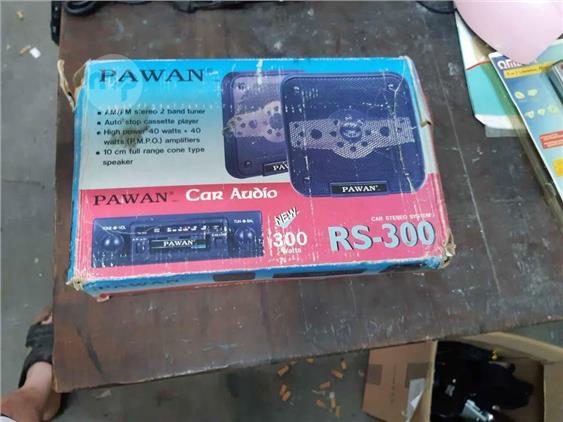 PAWAN®
■ AM/FM stereo 2 band tuner
■ Auto stop cassette player
■ High power 40 watts + 40
watts (P.M.P.O.) amplifiers
■ 10 cm full range cone type
speaker
PAWAN
PAWAN® Car Audio
PAWAN
NEW
300
Watts
CAR STEREO SYSTEM
RS-300
PAWAN